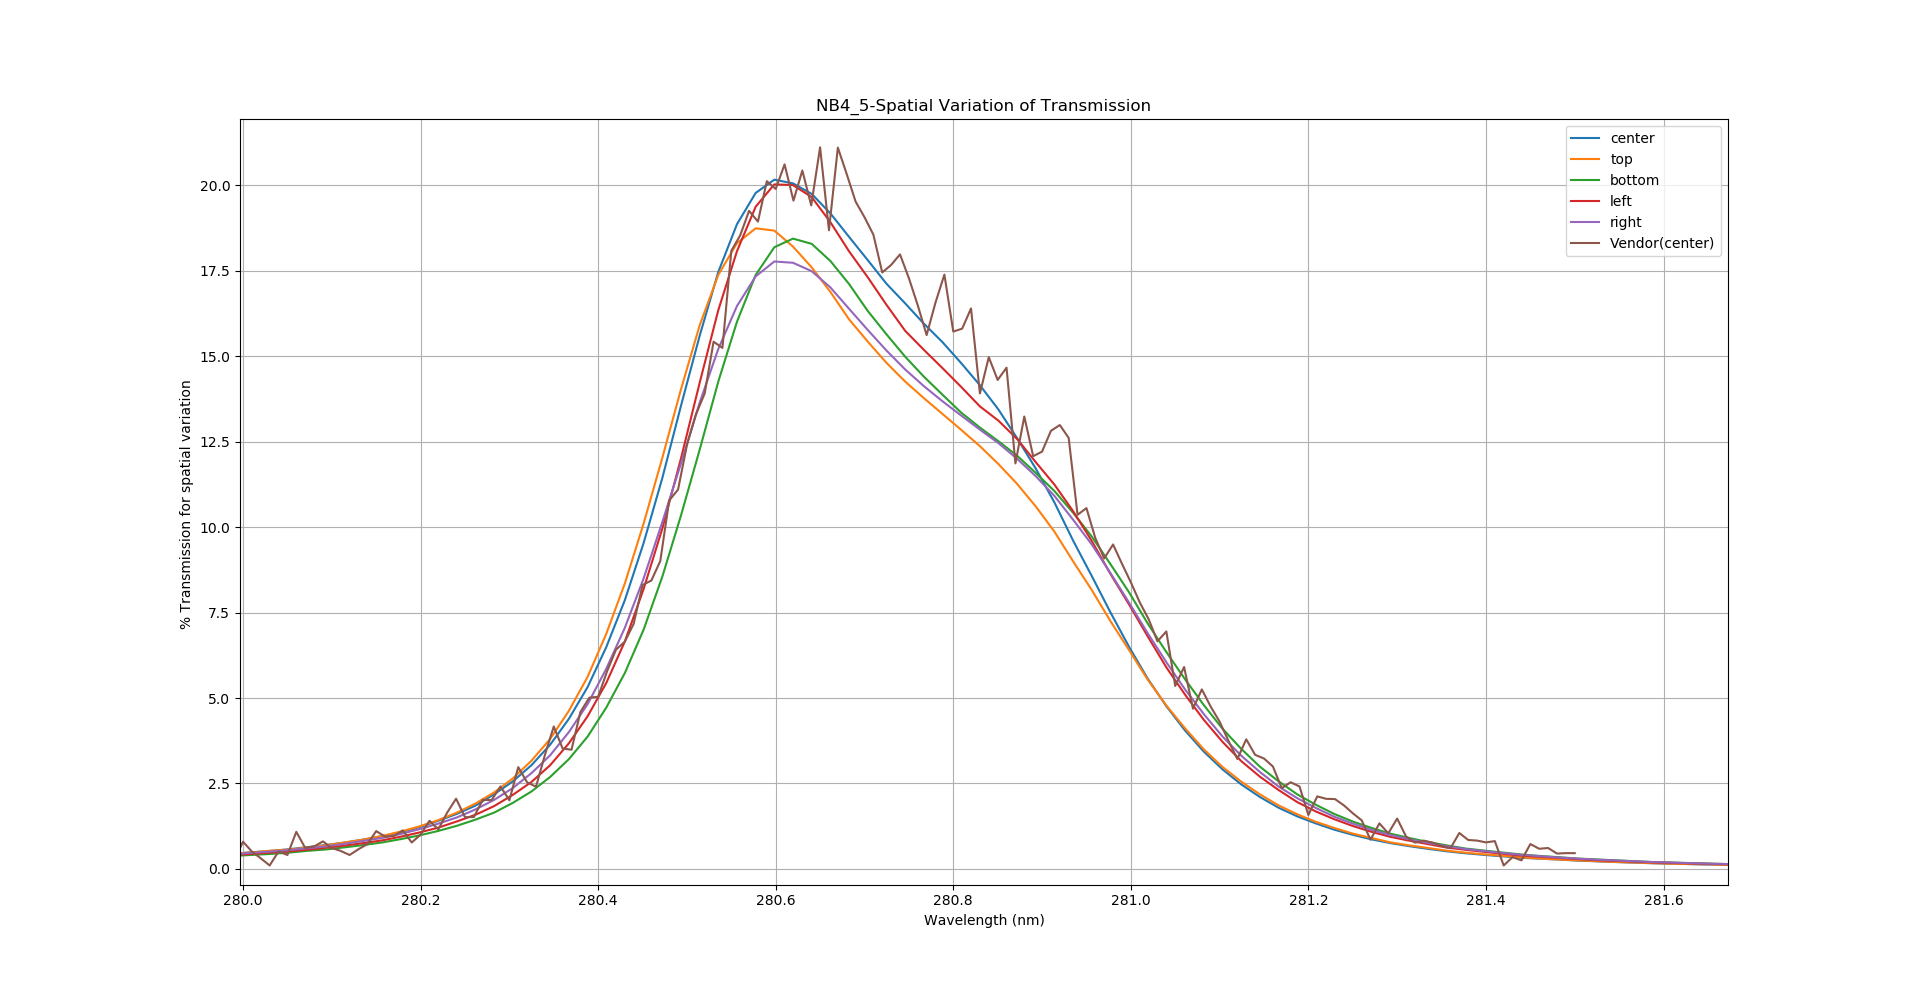 NB4_5-Spatial Variation of Transmission
% Transmission for spatial variation
20.0
17.5
15.0
12.5
10.0
7.5
5.0
2.5
0.0
center
top
bottom
left
right
Vendor(center)
280.0 280.2 280.4 280.6 280.8 281.0 281.2 281.4 281.6
Wavelength (nm)